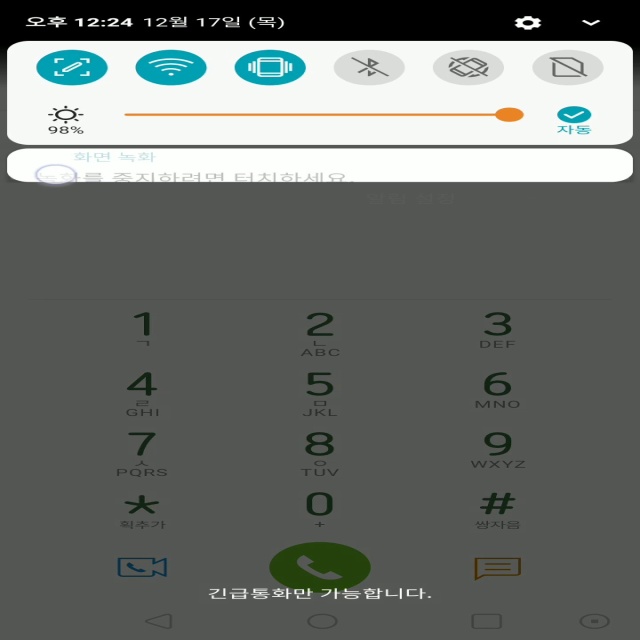 오후 12:24 12월 17일 (목)
98%
자동
화면 녹화
녹화를 중지하려면 터치하세요.
1 2 3
ㄱ ㄴ DEF
ABC
4 5 6
ㄹ ㅁ MNO
GHI JKL
7 8 9
ㅅ ㅇ WXYZ
PQRS TUV
* 0 #
획추가 + 쌍자음
긴급통화만 가능합니다.